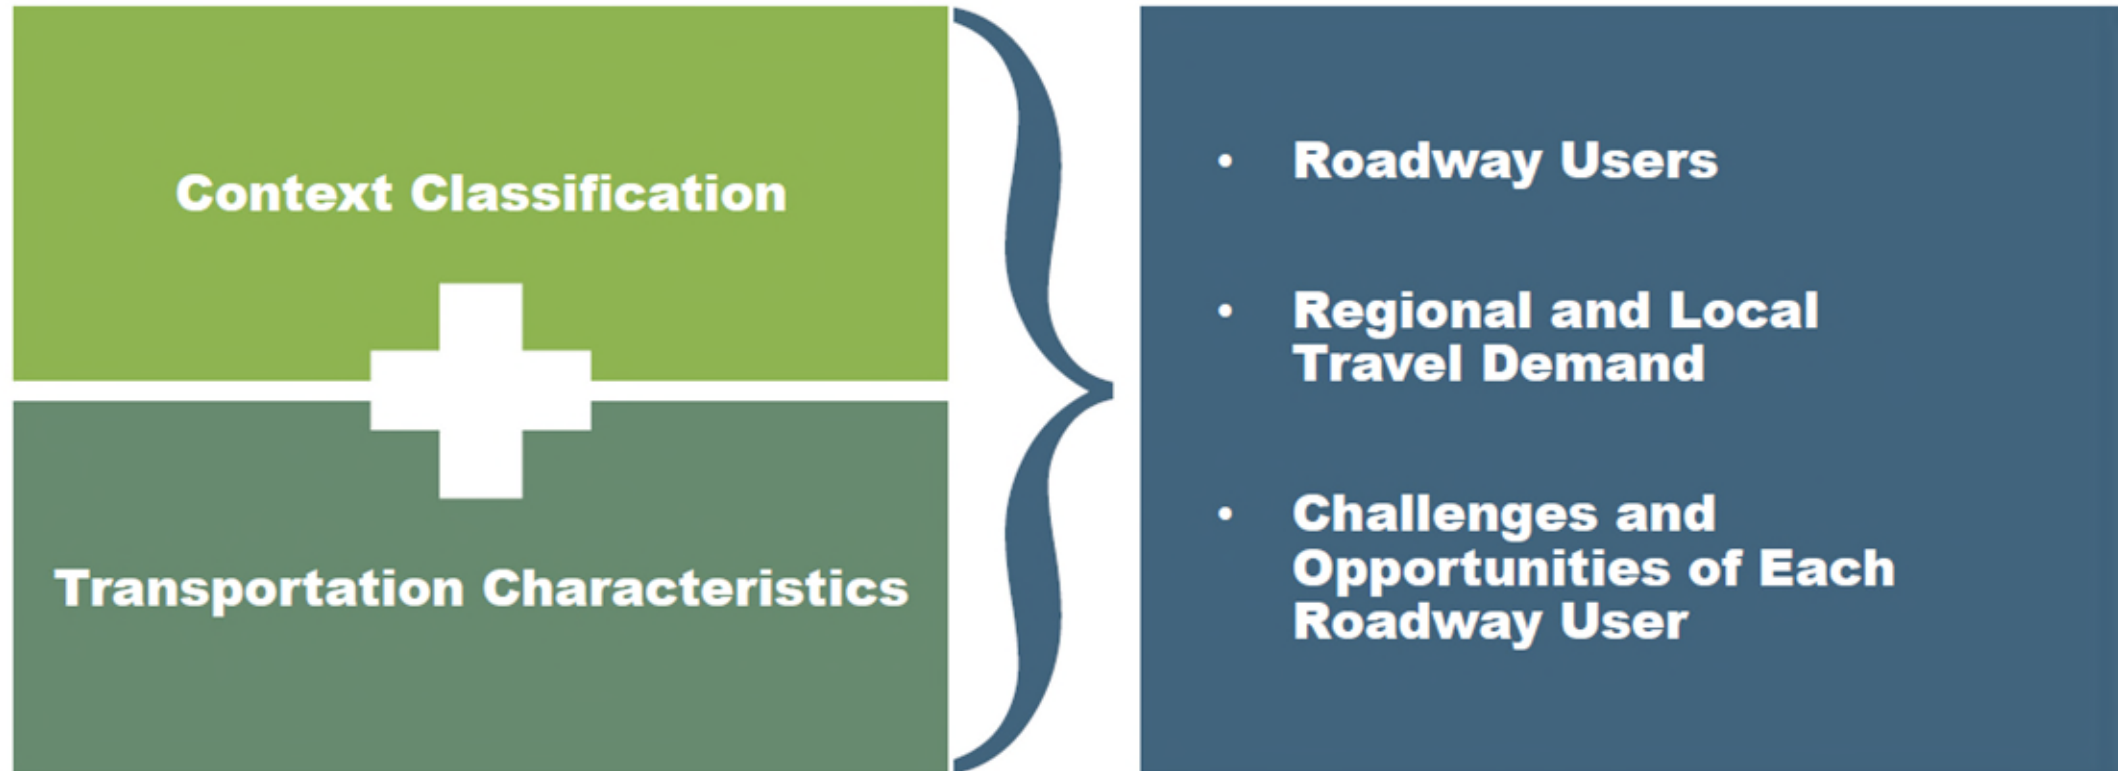 Context Classification
Transportation Characteristics
• Roadway Users
• Regional and Local
Travel Demand
• Challenges and
Opportunities of Each
Roadway User